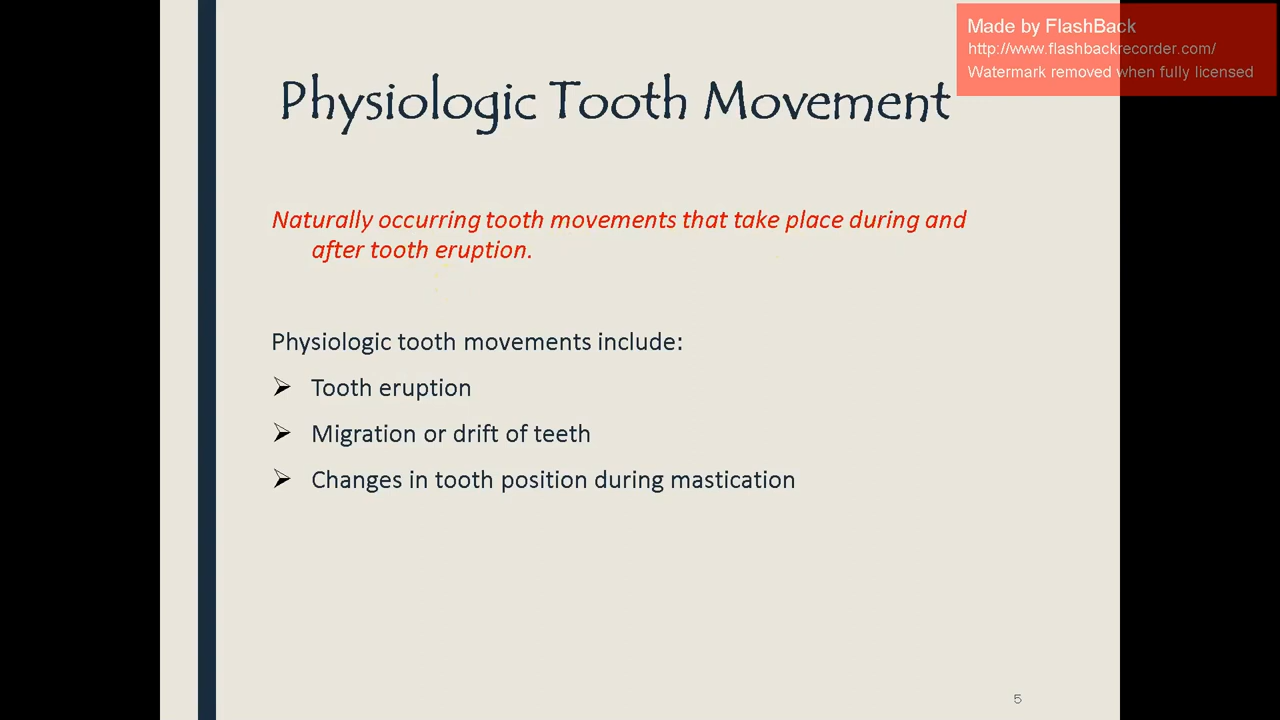 Made by FlashBack
http://www.flashbackrecorder.com/
Watermark removed when fully licensed
Physiologic Tooth Movement
Naturally occurring tooth movements that take place during and
after tooth eruption.
Physiologic tooth movements include:
➢ Tooth eruption
➢ Migration or drift of teeth
➢ Changes in tooth position during mastication
5